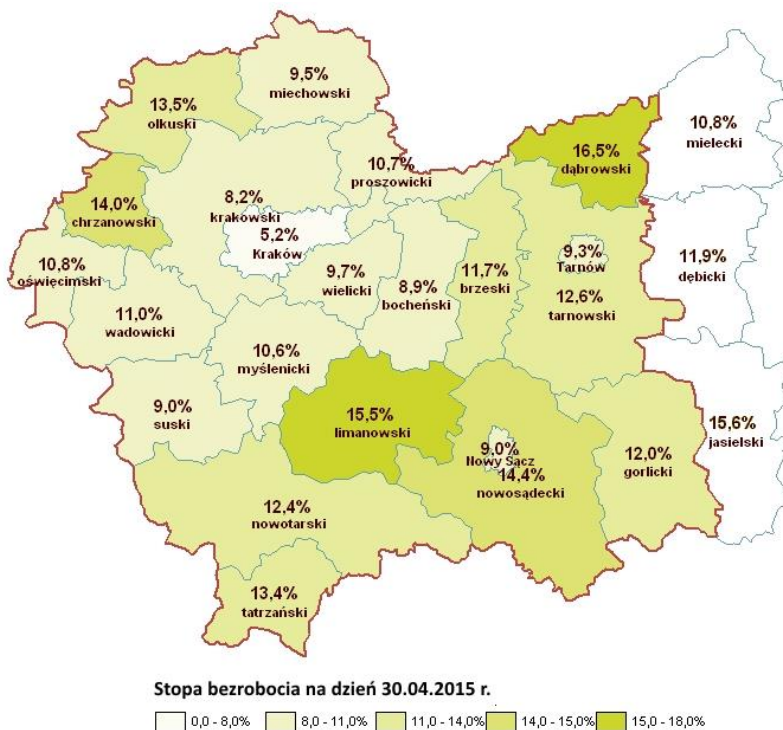 9,5%
miechowski
13,5%
olkuski
10,8%
mielecki
16,5%
dąbrowski
10,7%
proszowicki
14,0%
chrzanowski
8,2%
krakowski
5,2%
Kraków
9,3%
Tarnów
10,8%
oświęcimski
9,7%
wielicki
8,9%
bocheński
11,7%
brzeski
11,9%
dębicki
12,6%
tarnowski
11,0%
wadowicki
10,6%
myślenicki
9,0%
suski
15,5%
limanowski
15,6%
jasielski
9,0%
Nowy Sącz
14,4%
nowosądecki
12,0%
gorlicki
12,4%
nowotarski
13,4%
tatrzański
Stopa bezrobocia na dzień 30.04.2015 r.
0,0 - 8,0% 8,0 - 11,0% 11,0 - 14,0% 14,0 - 15,0% 15,0 - 18,0%